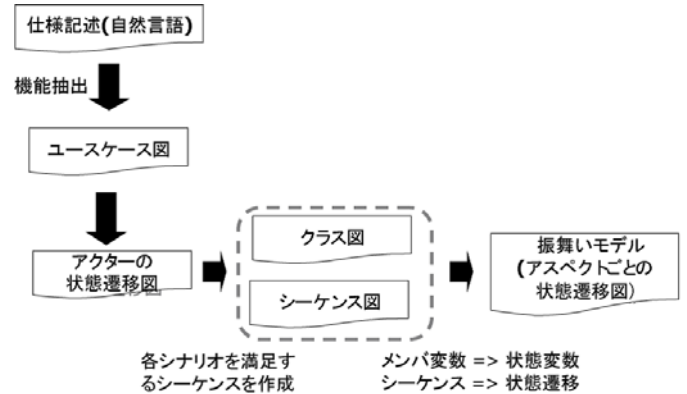 仕様記述(自然言語)
機能抽出
ユースケース図
アクターの
状態遷移図
クラス図
シーケンス図
振舞いモデル
(アスペクトごとの
状態遷移図)
各シナリオを満足す
るシーケンスを作成
メンバ変数 => 状態変数
シーケンス => 状態遷移